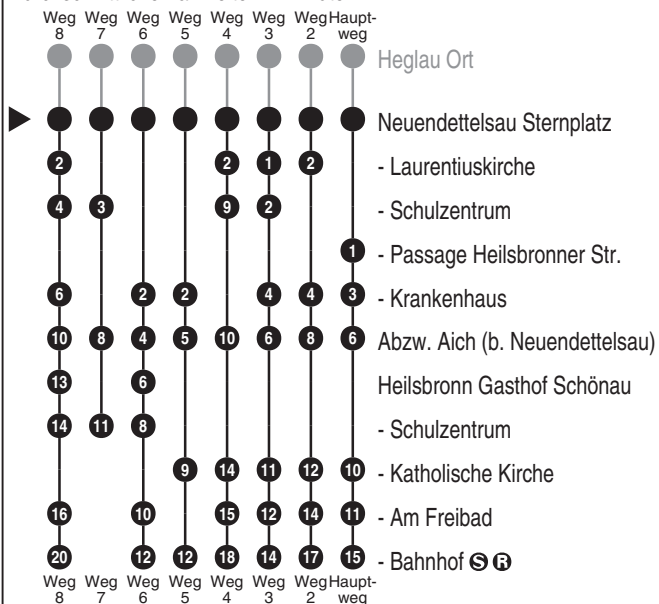 Weg Weg Weg Weg Weg Weg Weg Haupt-
8 7 6 5 4 3 2 weg
Heglau Ort
Neuendettelsau Sternplatz
2 2 1 2 - Laurentiuskirche
4 3 9 2 - Schulzentrum
1 - Passage Heilsbronner Str.
6 2 2 4 4 3 - Krankenhaus
10 8 4 5 10 6 8 6 Abzw. Aich (b. Neuendettelsau)
13 6 Heilsbronn Gasthof Schönau
14 11 8 - Schulzentrum
9 14 11 12 10 - Katholische Kirche
16 10 15 12 14 11 - Am Freibad
20 12 12 18 14 17 15 - Bahnhof S R
Weg Weg Weg Weg Weg Weg Weg Haupt-
8 7 6 5 4 3 2 weg